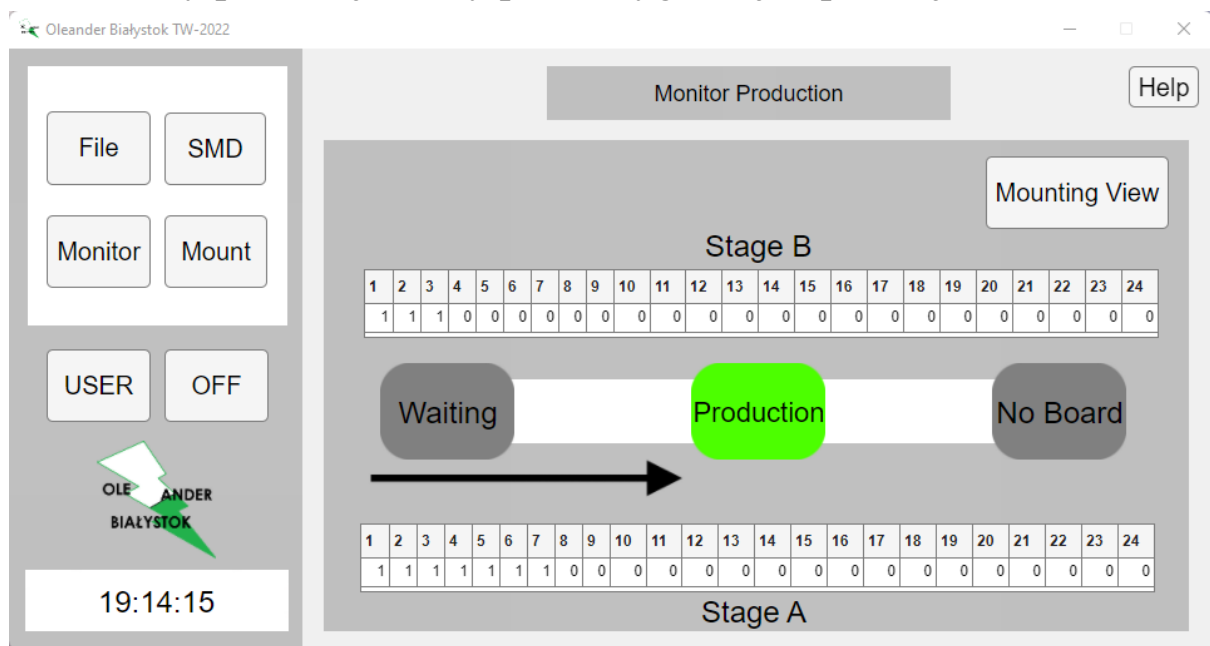 Oleander Białystok TW-2022
Monitor Production
Help
File
SMD
Monitor
Mount
USER
OFF
OLE ANDER
BIAŁYSTOK
19:14:15
Mounting View
Stage B
1 2 3 4 5 6 7 8 9 10 11 12 13 14 15 16 17 18 19 20 21 22 23 24
1 1 1 0 0 0 0 0 0 0 0 0 0 0 0 0 0 0 0 0 0 0 0 0
Waiting
Production
No Board
1 2 3 4 5 6 7 8 9 10 11 12 13 14 15 16 17 18 19 20 21 22 23 24
1 1 1 1 1 1 1 0 0 0 0 0 0 0 0 0 0 0 0 0 0 0 0 0
Stage A